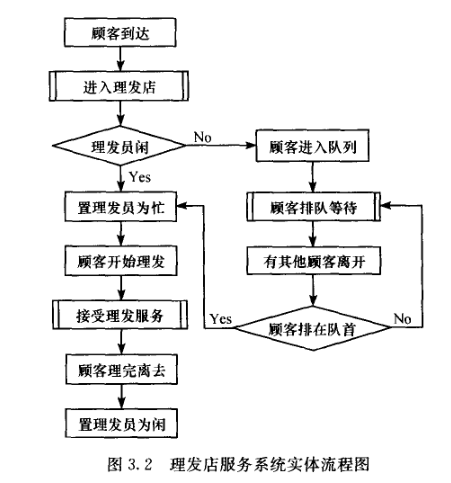 顾客到达
进入理发店
理发员闲
No
顾客进入队列
Yes
置理发员为忙
顾客排队等待
顾客开始理发
有其他顾客离开
接受理发服务
Yes
顾客排在队首
No
顾客理完离去
置理发员为闲
图 3.2 理发店服务系统实体流程图